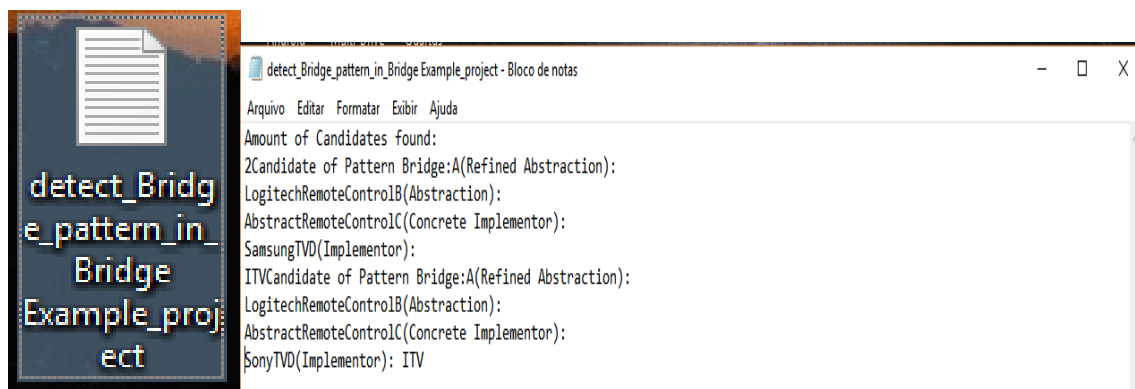 detect_Bridg
e_pattern_in_
Bridge
Example_proj
ect
detect_Bridge_pattern_in_Bridge Example_project - Bloco de notas
Arquivo Editar Formatar Exibir Ajuda
Amount of Candidates found:
2Candidate of Pattern Bridge:A(Refined Abstraction):
LogitechRemoteControlB(Abstraction):
AbstractRemoteControlC(Concrete Implementor):
SamsungTVD(Implementor):
ITVCandidate of Pattern Bridge:A(Refined Abstraction):
LogitechRemoteControlB(Abstraction):
AbstractRemoteControlC(Concrete Implementor):
SonyTVD(Implementor): ITV